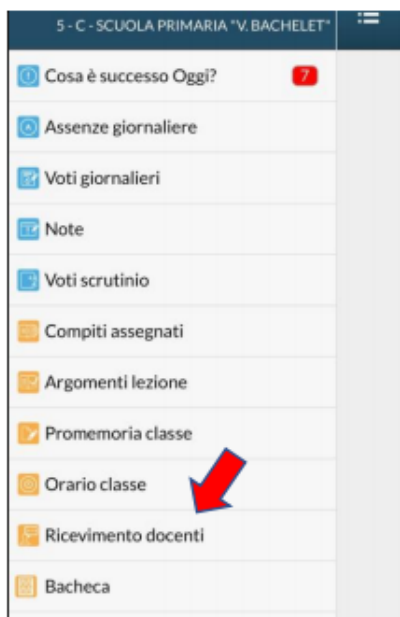 5 - C - SCUOLA PRIMARIA "V. BACHELET"
Cosa è successo Oggi?
7
Assenze giornaliere
Voti giornalieri
Note
Voti scrutinio
Compiti assegnati
Argomenti lezione
Promemoria classe
Orario classe
Ricevimento docenti
Bacheca